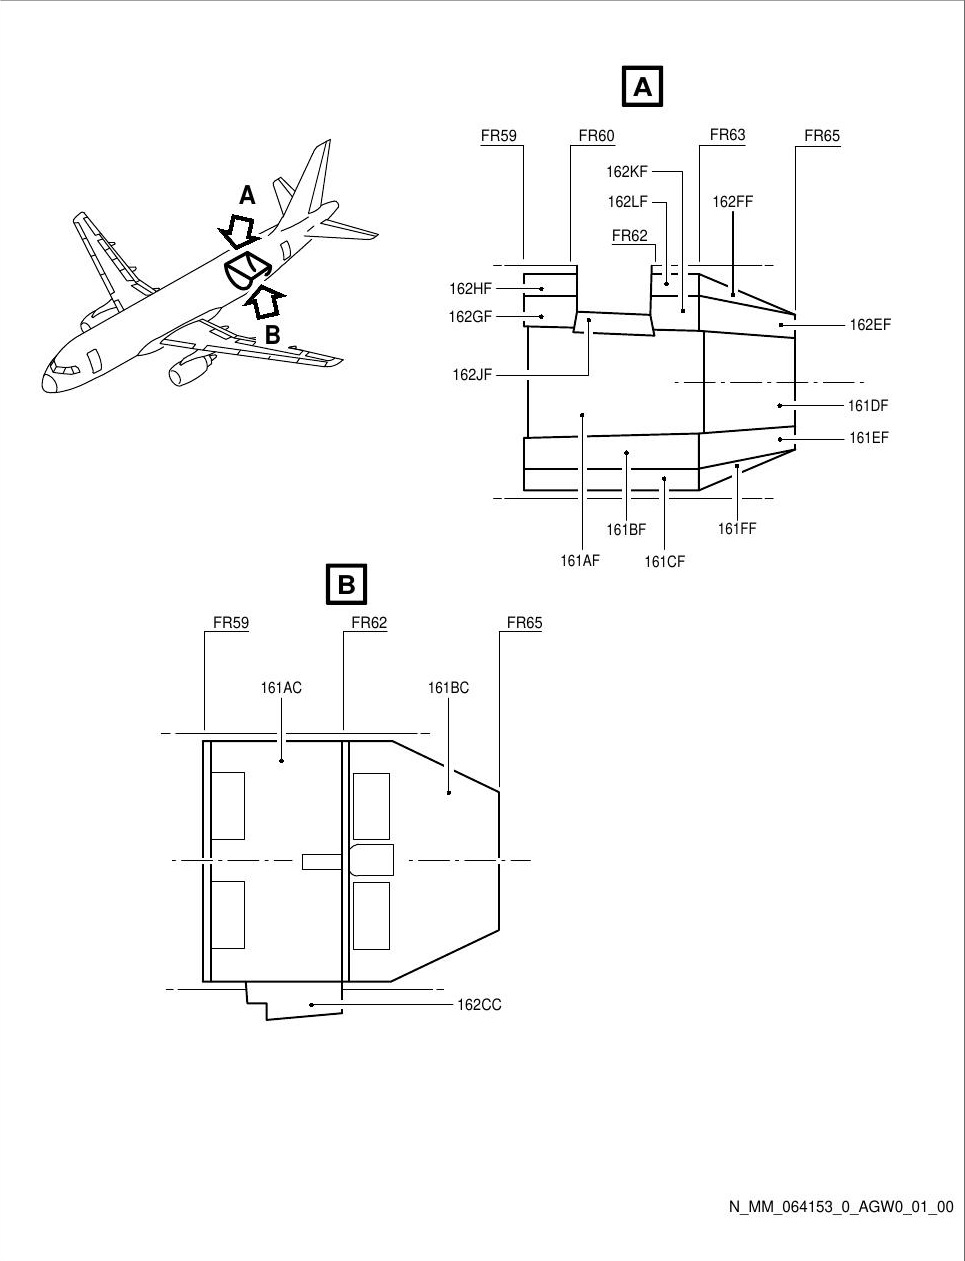 A
FR59
FR60
FR63
FR65
162KF
162LF
162FF
A
FR62
162HF
162GF
162EF
B
162JF
161DF
161EF
161BF
161FF
161AF
161CF
B
FR59
FR62
FR65
161AC
161BC
162CC
N_MM_064153_0_AGW0_01_00